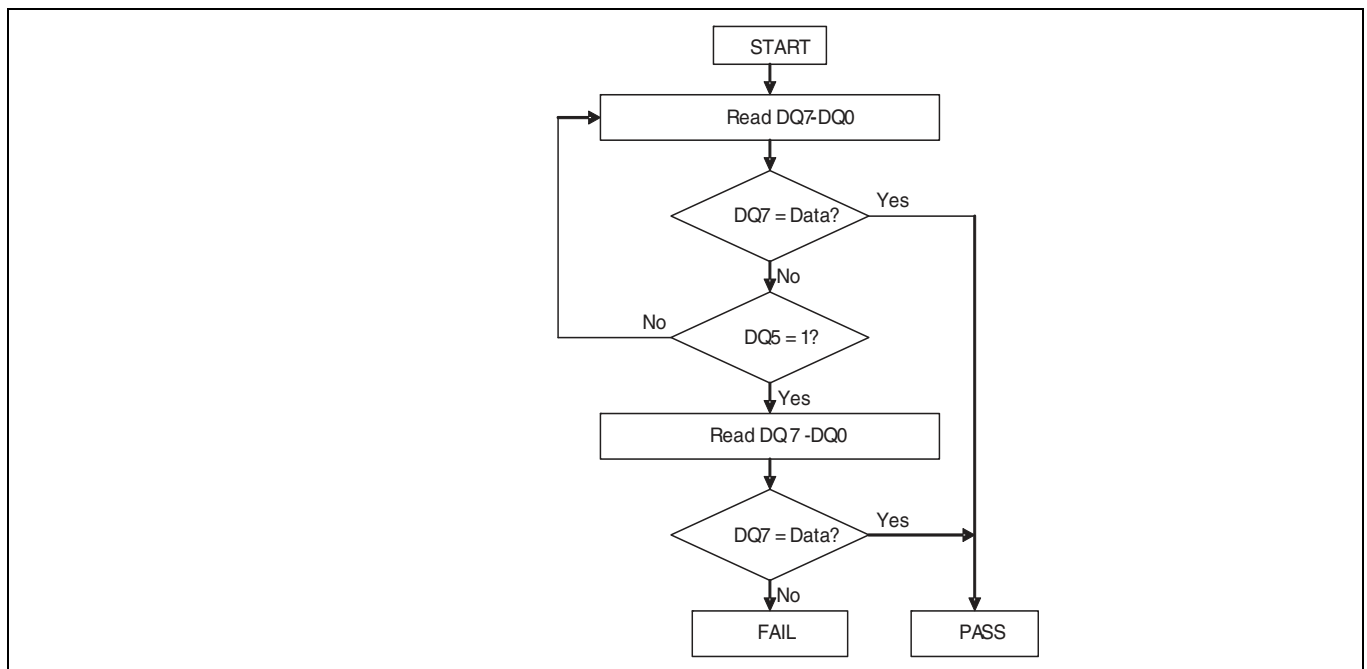 START
Read DQ7-DQ0
DQ7 = Data?
Yes
No
DQ5 = 1?
No
Yes
Read DQ 7 -DQ0
DQ7 = Data?
Yes
No
FAIL
PASS